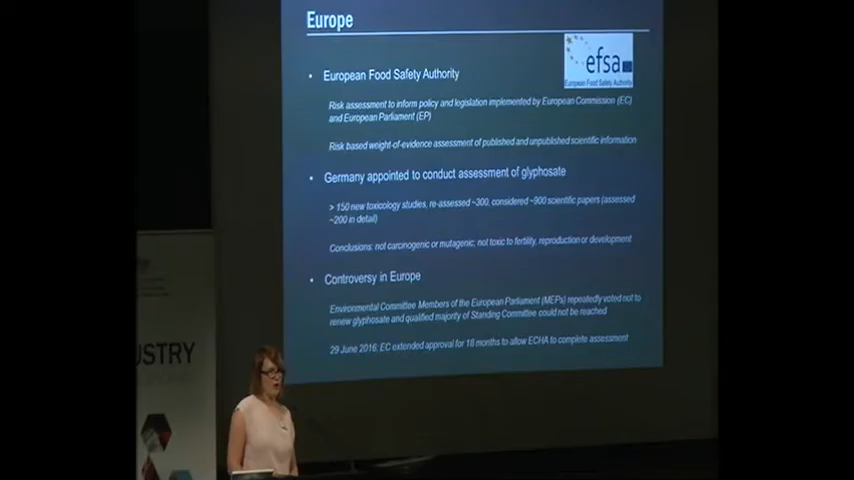 Europe
efsa
European Food Safety Authority
• European Food Safety Authority
Risk assessment to inform policy and legislation implemented by European Commission (EC)
and European Parliament (EP)
Risk based weight-of-evidence assessment of published and unpublished scientific information
• Germany appointed to conduct assessment of glyphosate
> 150 new toxicology studies, re-assessed ~300, considered ~900 scientific papers (assessed
~200 in detail)
Conclusions: not carcinogenic or mutagenic; not toxic to fertility, reproduction or development
• Controversy in Europe
Environmental Committee Members of the European Parliament (MEPs) repeatedly voted not to
renew glyphosate and qualified majority of Standing Committee could not be reached
29 June 2016: EC extended approval for 18 months to allow ECHA to complete assessment
USTRY